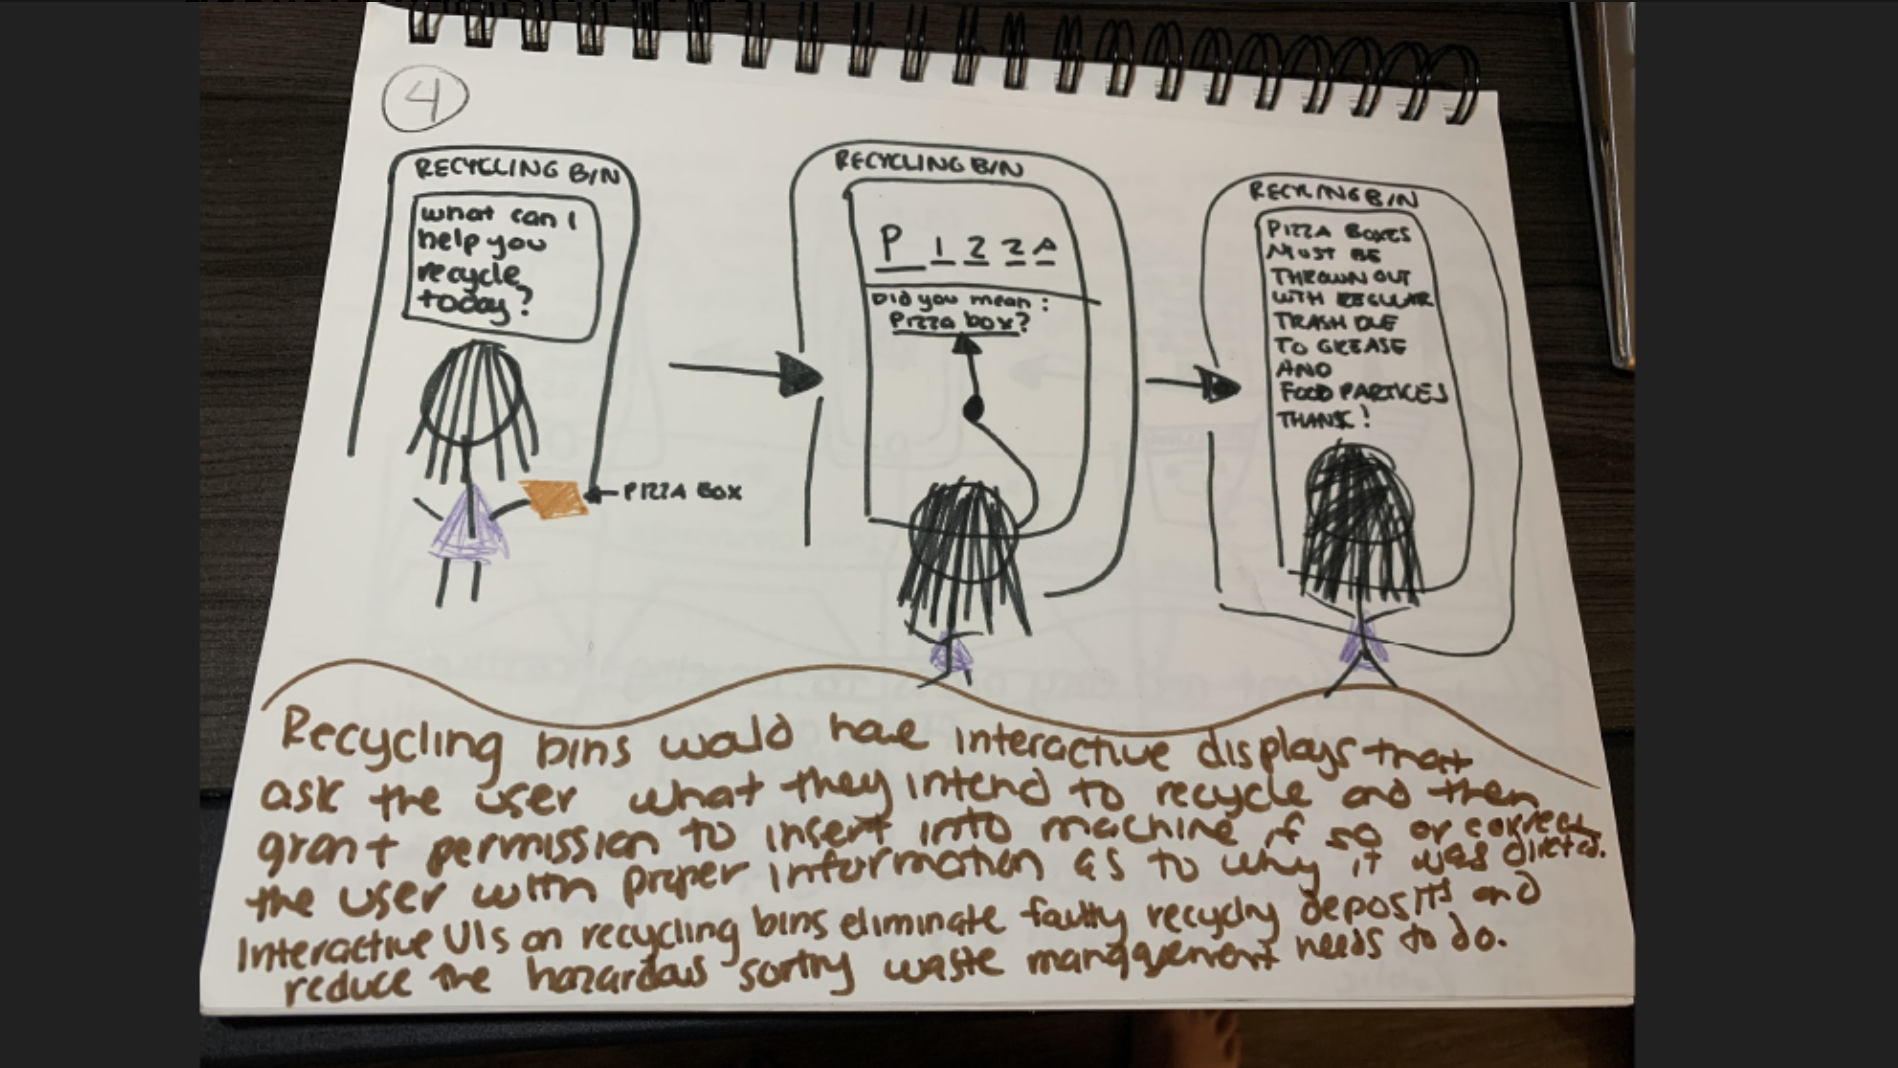 4
RECYCLING BIN
what can I
help you
recycle
today?
PIZZA BOX
RECYCLING BIN
P I Z Z A
Did you mean:
Pizza box?
RECYCLING BIN
PIZZA BOXES
MUST BE
THROWN OUT
WITH REGULAR
TRASH DUE
TO GREASE
AND
FOOD PARTICES
THANK!
Recycling bins would have interactive displays that
ask the user what they intend to recycle and then
grant permission to insert into machine if so or correct
the user with proper information as to why it was
Interactive UIs on recycling bins eliminate faulty recycling deposits and
reduce the hazardous sorting waste management needs to do.